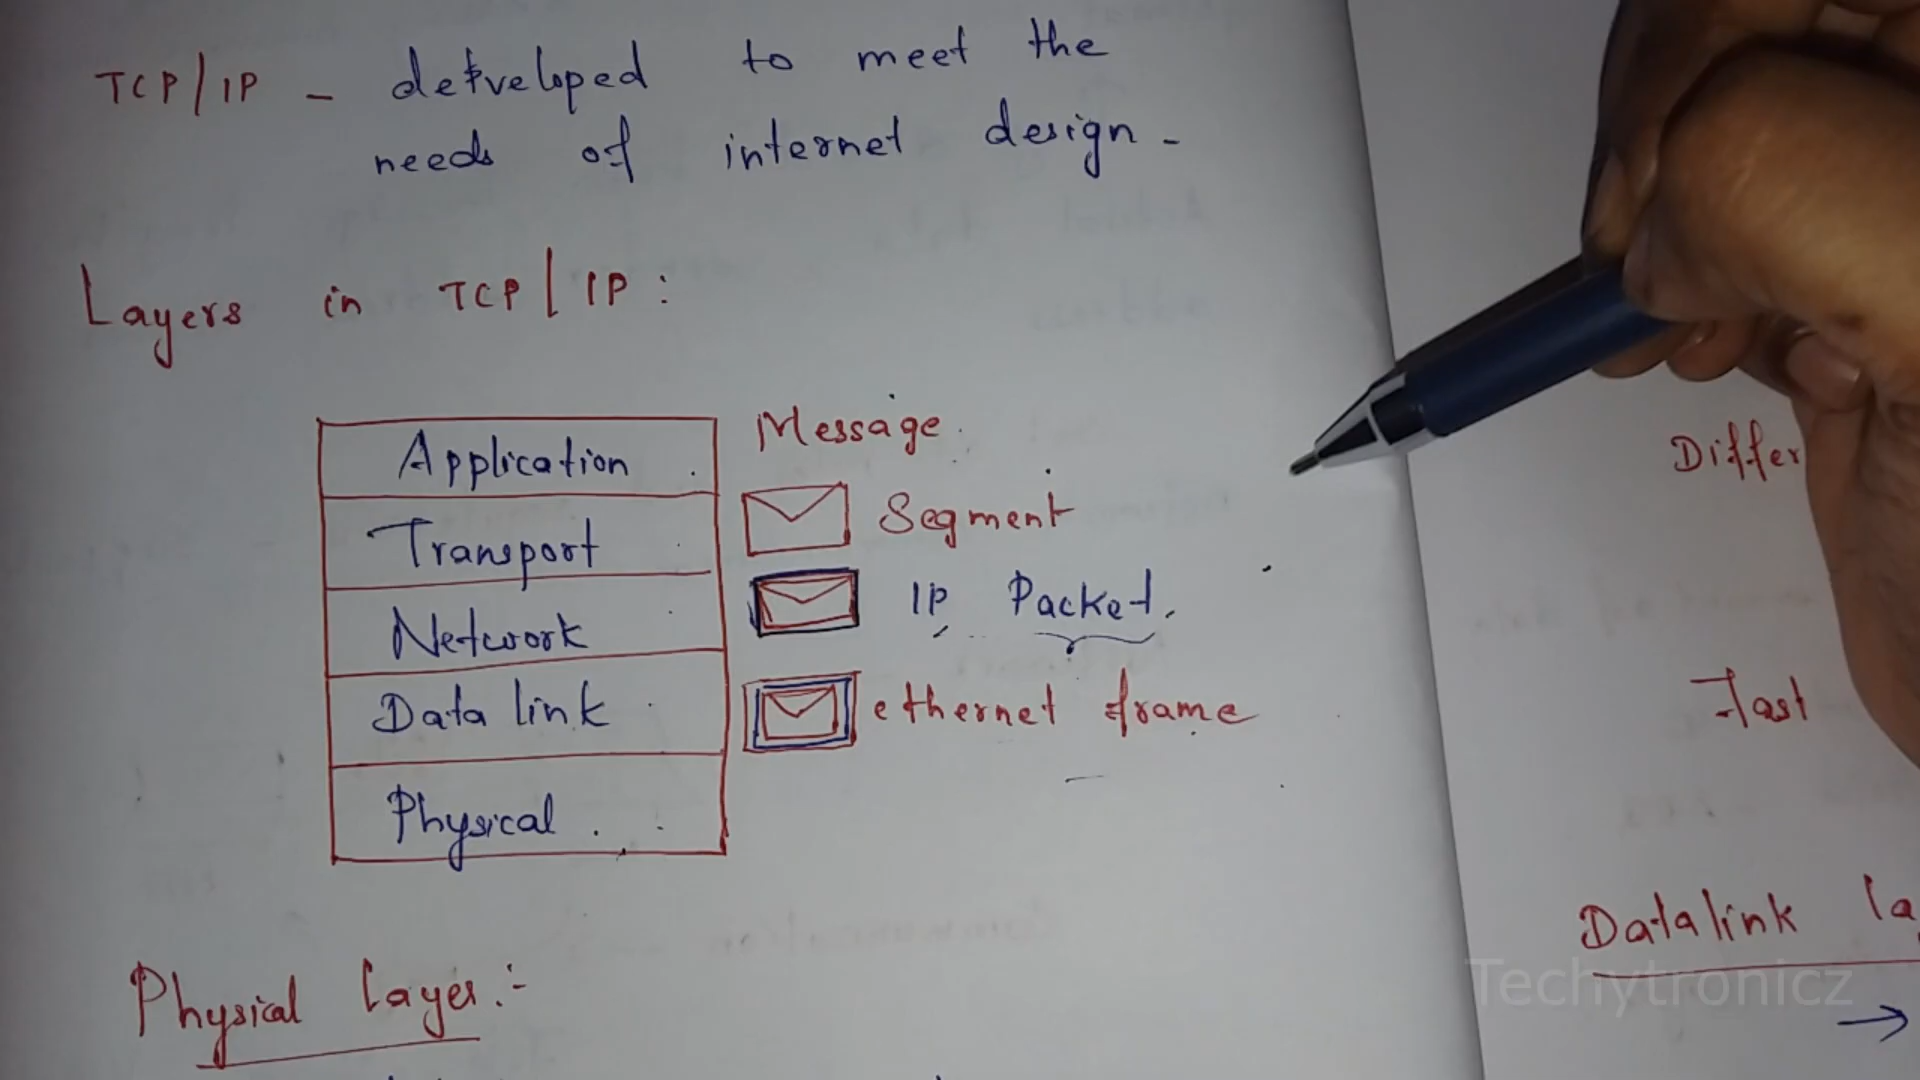 TCP/IP - detveloped to meet the
needs of internet design -
Layers in TCP/IP:
Application
Message
Transport
Segment
Network
IP Packet,
Data link
ethernet frame
Physical
Physical Layer:-
Differ
Fast
Datalink la
Techytronicz
→